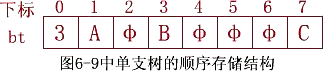 下标 0 1 2 3 4 5 6 7
bt 3 A φ B φ φ φ C
图6-9中单支树的顺序存储结构